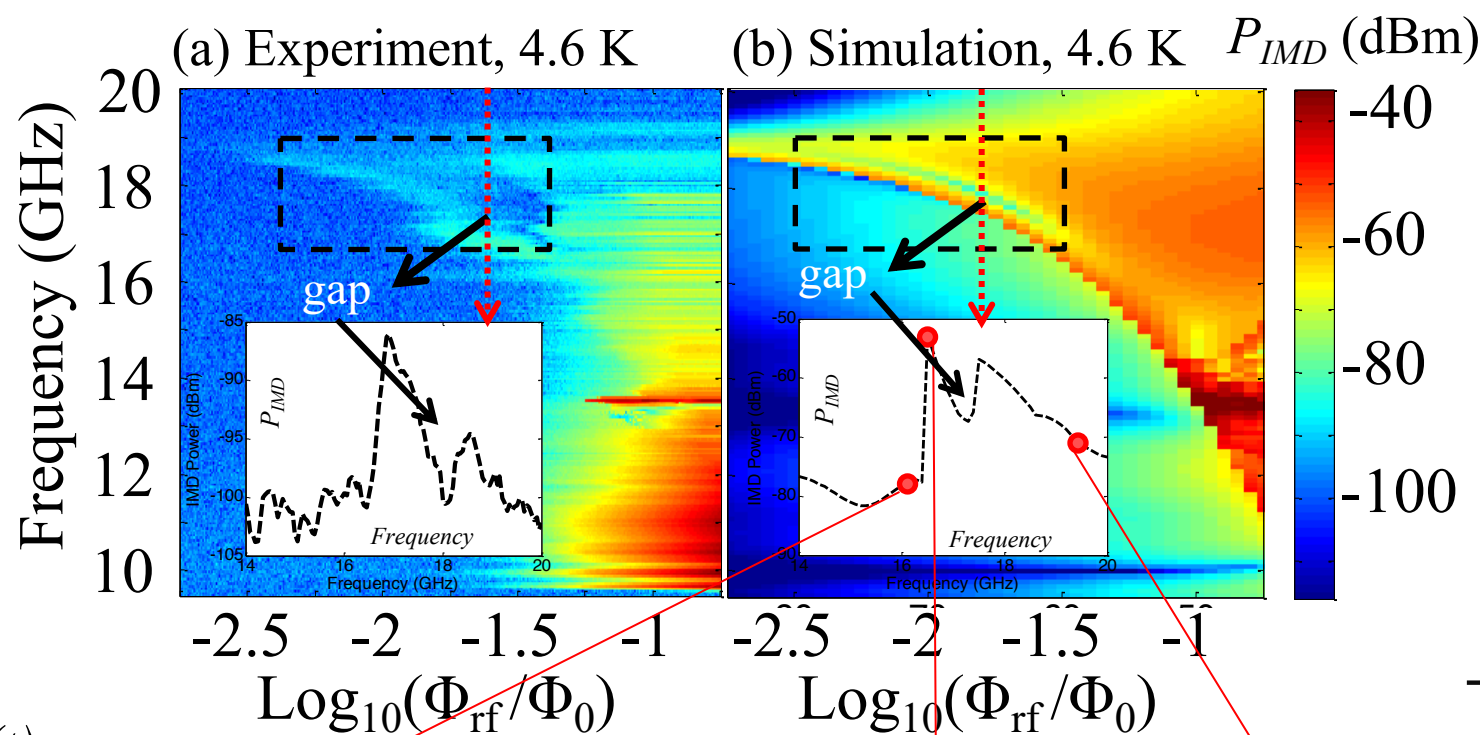 (a) Experiment, 4.6 K
(b) Simulation, 4.6 K
P_IMD (dBm)
Frequency (GHz)
20
18
16
14
12
10
gap
-85
-90
-95
-100
-105
IMD Power (dBm)
P_IMD
Frequency
14
16
18
20
Frequency (GHz)
-2.5
-2
-1.5
-1
Log10(Φrf/Φ0)
gap
-50
-60
-70
-80
-90
IMD Power (dBm)
P_IMD
Frequency
14
16
18
20
Frequency (GHz)
-2.5
-2
-1.5
-1
Log10(Φrf/Φ0)
-40
-60
-80
-100